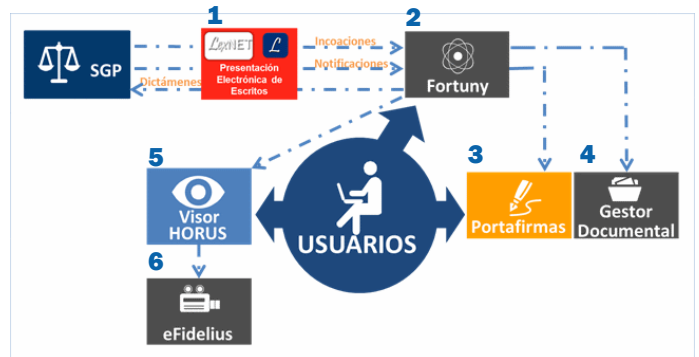 1
2
SGP
LexNET
L
Presentación
Electrónica de
Escritos
Incoaciones
Notificaciones
Dictámenes
Fortuny
5
3
4
Visor
HORUS
USUARIOS
Portafirmas
Gestor
Documental
6
eFidelius